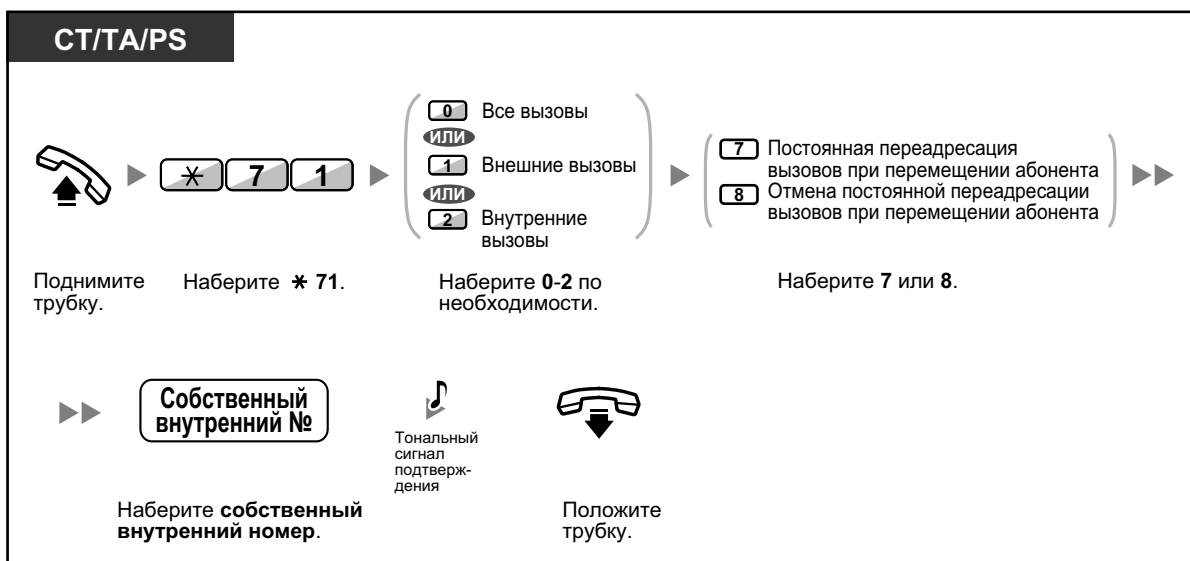 CT/TA/PS
0 Все вызовы
ИЛИ
1 Внешние вызовы
ИЛИ
2 Внутренние
вызовы
7 Постоянная переадресация
вызовов при перемещении абонента
8 Отмена постоянной переадресации
вызовов при перемещении абонента
* 7 1
Поднимите
трубку.
Наберите * 71.
Наберите 0-2 по
необходимости.
Наберите 7 или 8.
Собственный
внутренний №
Тональный
сигнал
подтверж-
дения
Наберите собственный
внутренний номер.
Положите
трубку.